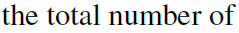 the total number of